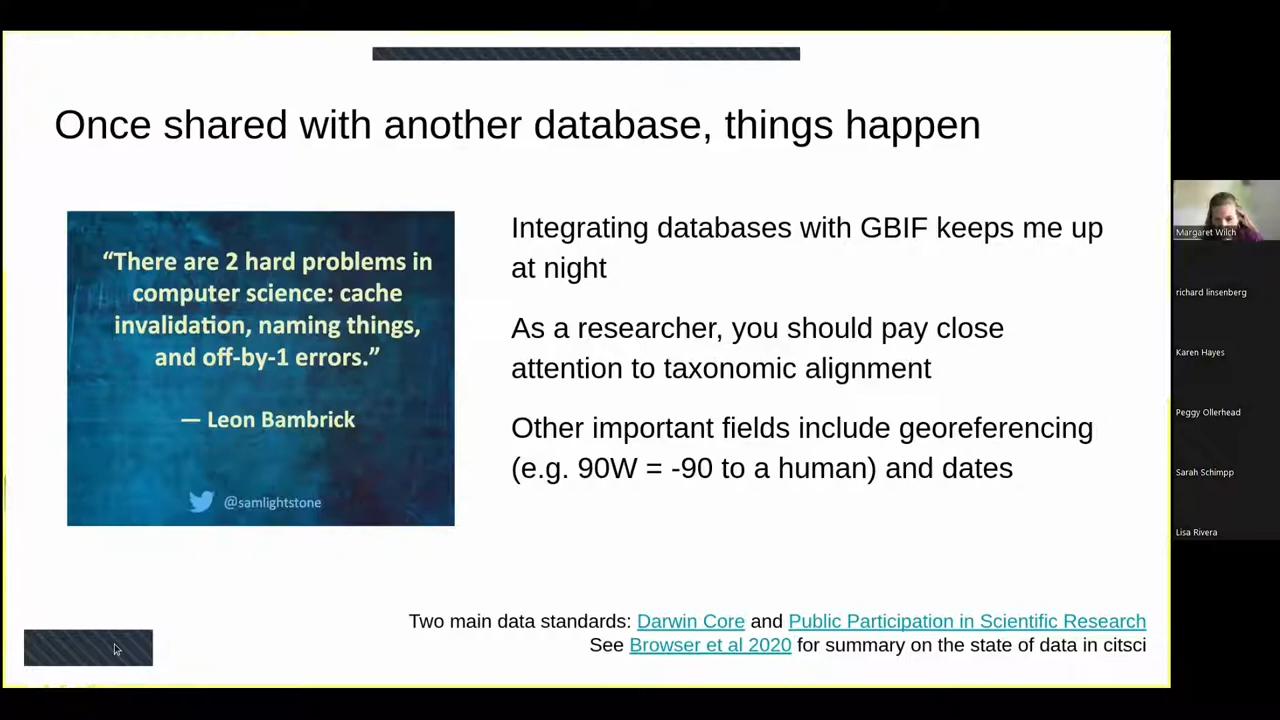 Once shared with another database, things happen
“There are 2 hard problems in
computer science: cache
invalidation, naming things,
and off-by-1 errors.”
— Leon Bambrick
@samlightstone
Integrating databases with GBIF keeps me up
at night
As a researcher, you should pay close
attention to taxonomic alignment
Other important fields include georeferencing
(e.g. 90W = -90 to a human) and dates
Two main data standards: Darwin Core and Public Participation in Scientific Research
See Browser et al 2020 for summary on the state of data in citsci
Margaret Wilch
richard linsenberg
Karen Hayes
Peggy Ollerhead
Sarah Schimpp
Lisa Rivera